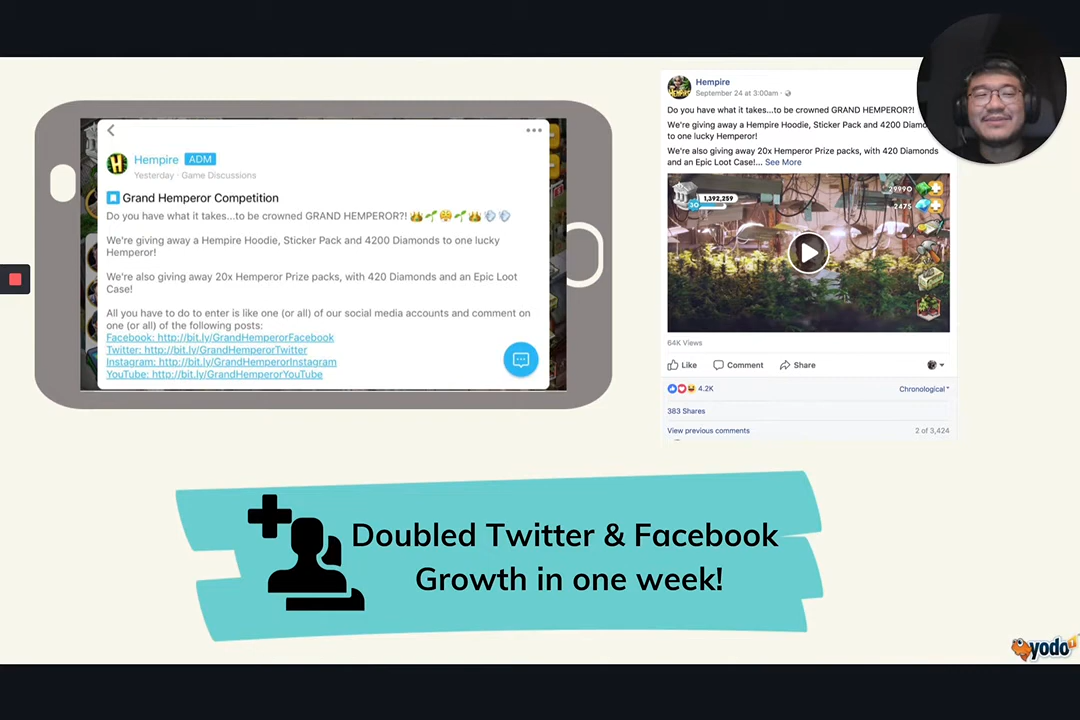 Hempire ADM
Yesterday · Game Discussions
Grand Hemperor Competition
Do you have what it takes...to be crowned GRAND HEMPEROR?!
We're giving away a Hempire Hoodie, Sticker Pack and 4200 Diamonds to one lucky
Hemperor!
We're also giving away 20x Hemperor Prize packs, with 420 Diamonds and an Epic Loot
Case!
All you have to do to enter is like one (or all) of our social media accounts and comment on
one (or all) of the following posts:
Facebook: http://bit.ly/GrandHemperorFacebook
Twitter: http://bit.ly/GrandHemperorTwitter
Instagram: http://bit.ly/GrandHemperorInstagram
YouTube: http://bit.ly/GrandHemperorYouTube
Hempire
September 24 at 3:00am ·
Do you have what it takes...to be crowned GRAND HEMPEROR?!
We're giving away a Hempire Hoodie, Sticker Pack and 4200
to one lucky Hemperor!
We're also giving away 20x Hemperor Prize packs, with 420 Diamonds
and an Epic Loot Case!... See More
1,392,259
30
29990
2475
64K Views
Like Comment Share
4.2K Chronological
383 Shares
View previous comments 2 of 3,424
Doubled Twitter & Facebook
Growth in one week!
yodo1